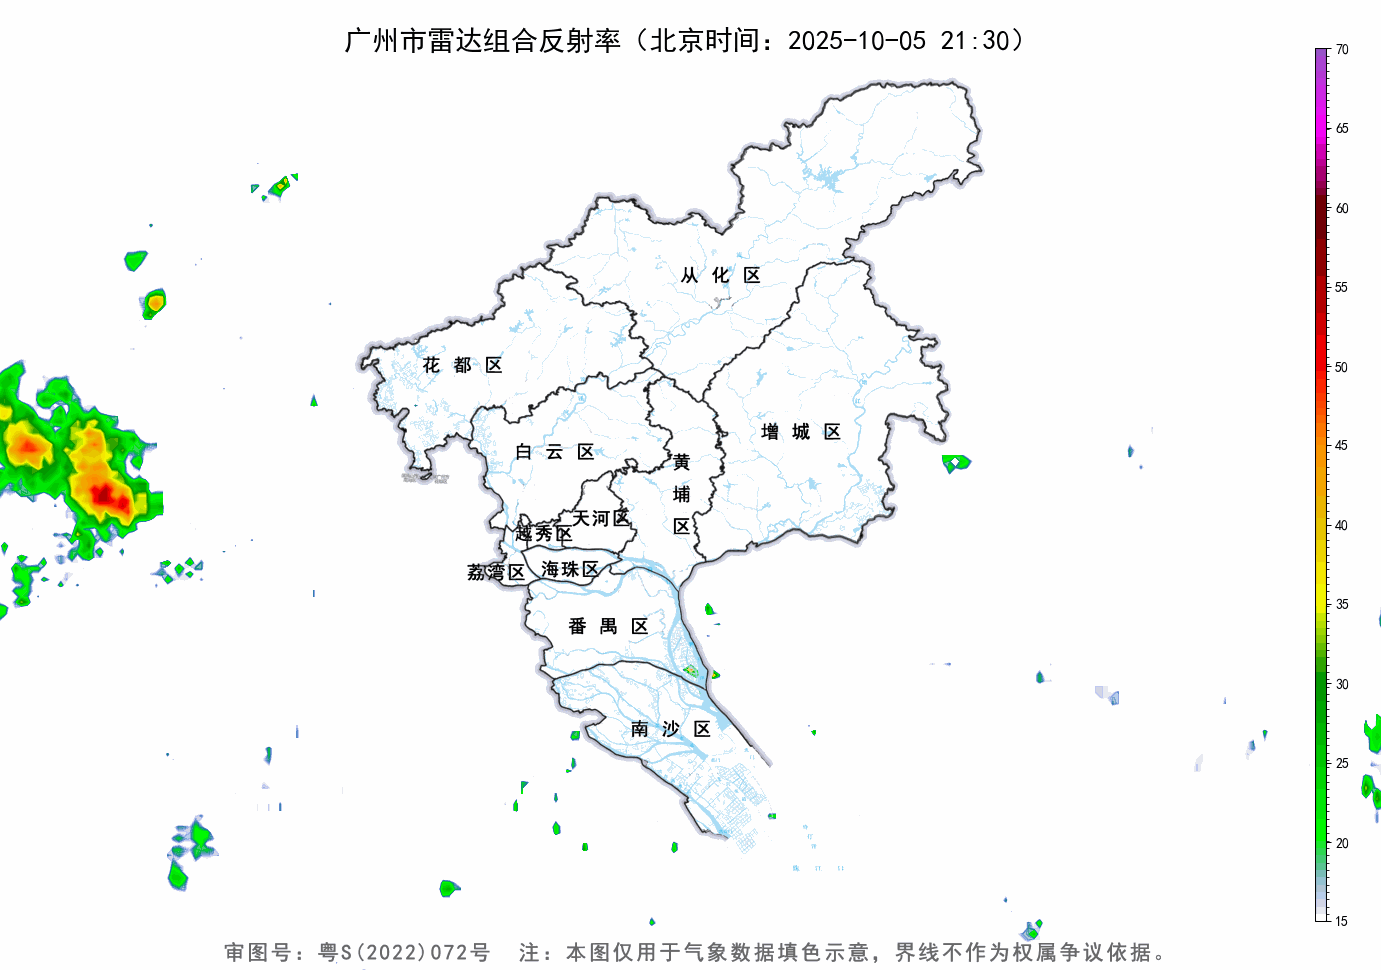 广州市雷达组合反射率（北京时间：2025-10-05 21:30）
70
65
60
55
50
45
40
35
30
25
20
15
从化区
花都区
增城区
白云区
黄埔区
天河区
越秀区
荔湾区
海珠区
番禺区
南沙区
审图号：粤S(2022)072号 注：本图仅用于气象数据填色示意，界线不作为权属争议依据。